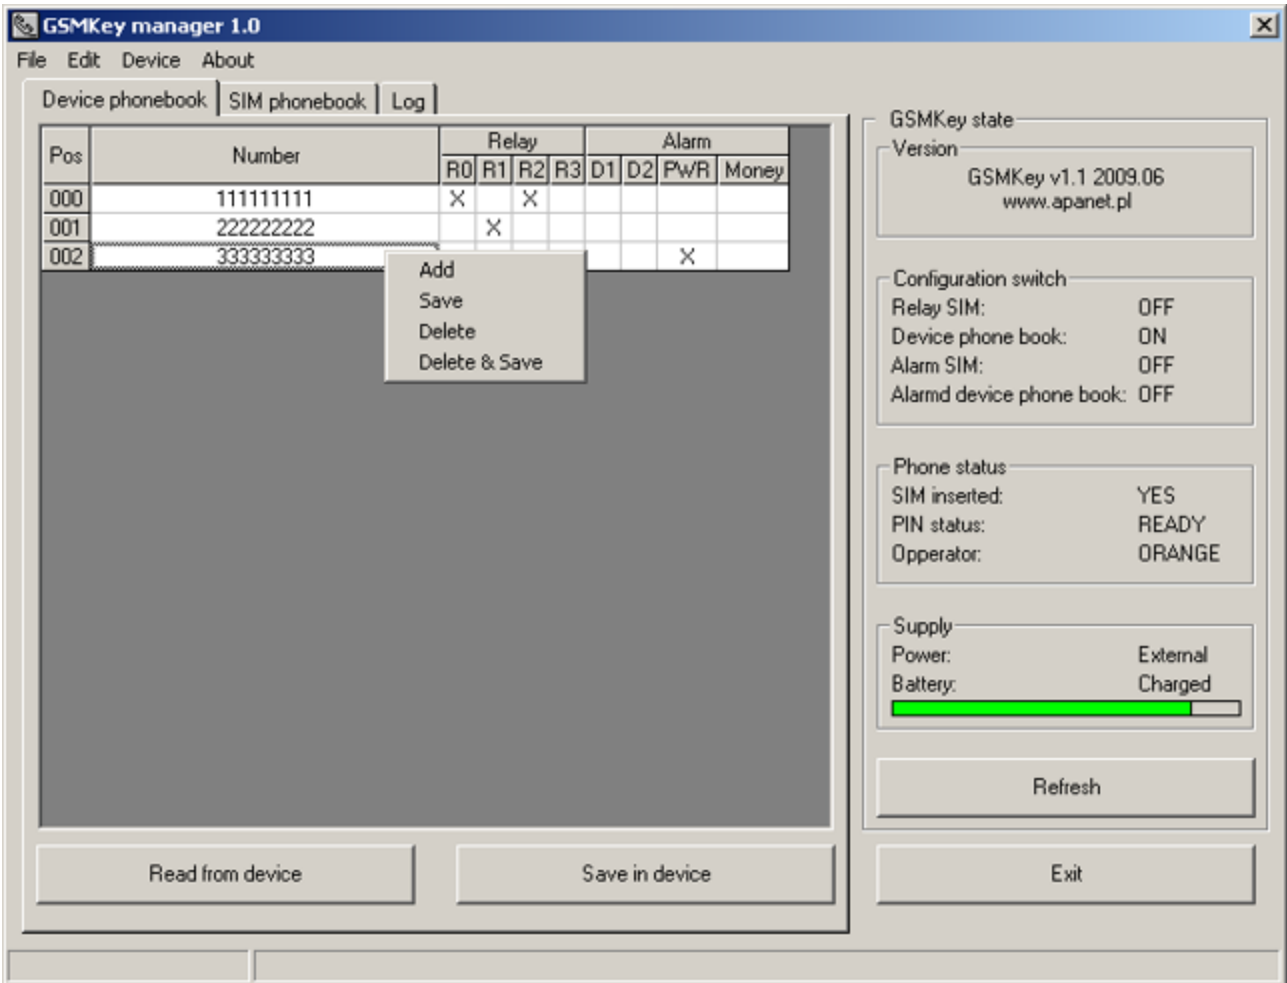 GSMKey manager 1.0
File Edit Device About
Device phonebook SIM phonebook Log
Pos Number Relay Alarm
R0 R1 R2 R3 D1 D2 PWR Money
000 111111111 X X
001 222222222 X
002 333333333 X
Add
Save
Delete
Delete & Save
Read from device Save in device
GSMKey state
Version
GSMKey v1.1 2009.06
www.apanet.pl
Configuration switch
Relay SIM: OFF
Device phone book: ON
Alarm SIM: OFF
Alarmd device phone book: OFF
Phone status
SIM inserted: YES
PIN status: READY
Opperator: ORANGE
Supply
Power: External
Battery: Charged
Refresh
Exit